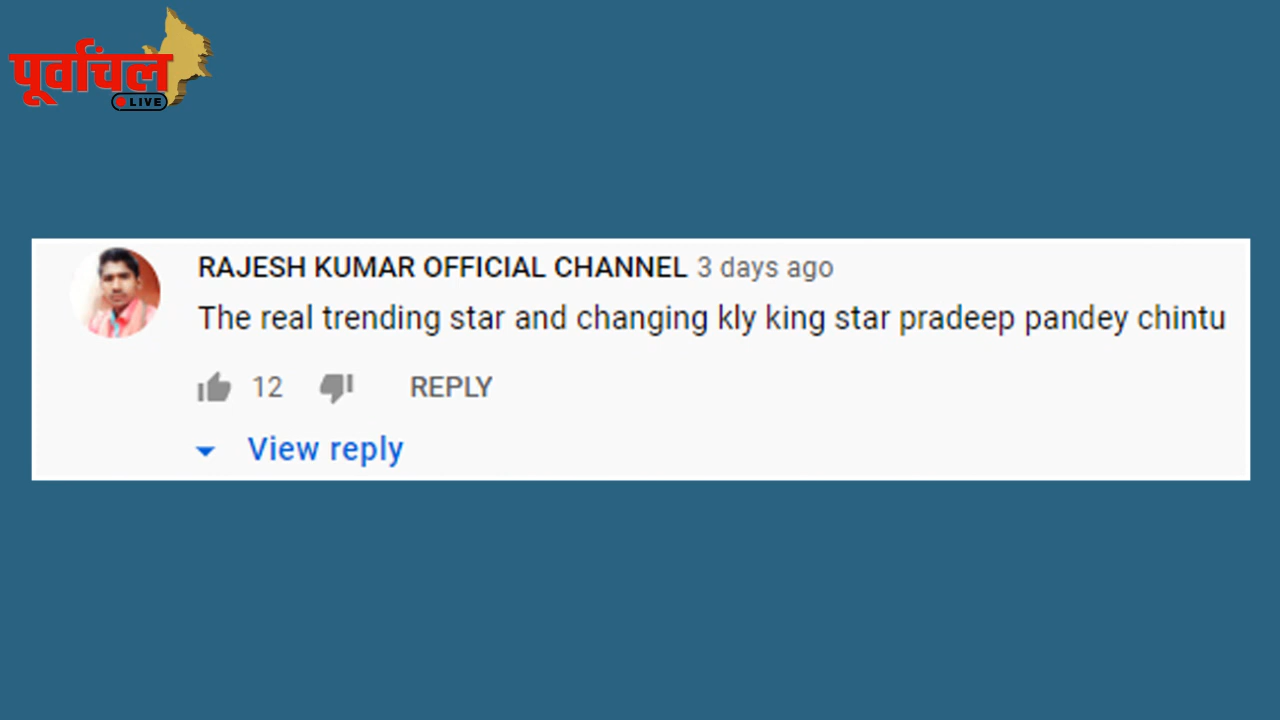 पूर्वांचल
LIVE
RAJESH KUMAR OFFICIAL CHANNEL 3 days ago
The real trending star and changing kly king star pradeep pandey chintu
12 REPLY
View reply